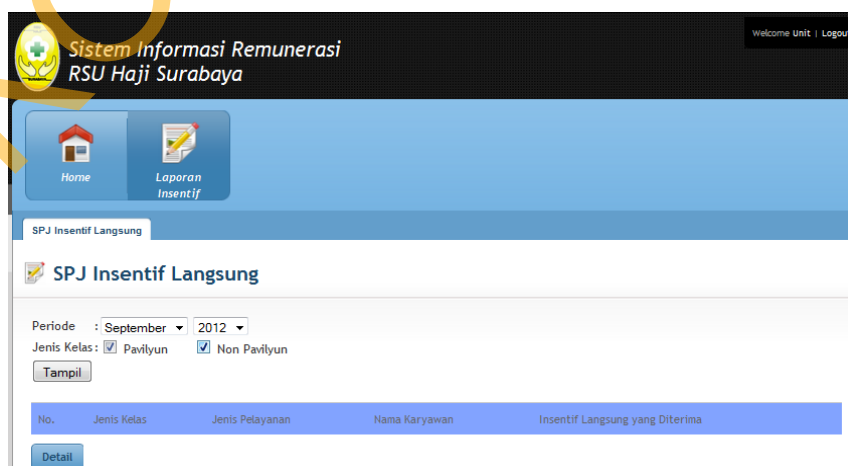 Sistem Informasi Remunerasi
RSU Haji Surabaya
Welcome Unit | Logout
Home
Laporan
Insentif
SPJ Insentif Langsung
SPJ Insentif Langsung
Periode : September 2012
Jenis Kelas : Pavilyun Non Pavilyun
Tampil
No. Jenis Kelas Jenis Pelayanan Nama Karyawan Insentif Langsung yang Diterima
Detail